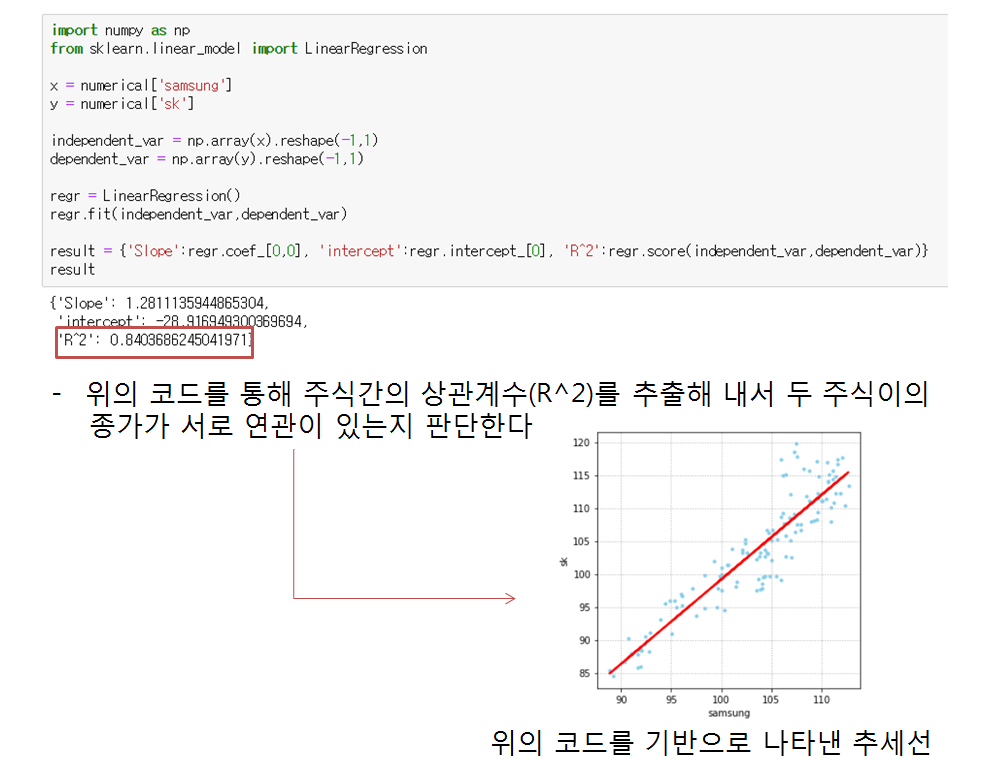 import numpy as np
from sklearn.linear_model import LinearRegression
x = numerical['samsung']
y = numerical['sk']
independent_var = np.array(x).reshape(-1,1)
dependent_var = np.array(y).reshape(-1,1)
regr = LinearRegression()
regr.fit(independent_var,dependent_var)
result = {'Slope':regr.coef_[0,0], 'intercept':regr.intercept_[0], 'R^2':regr.score(independent_var,dependent_var)}
result
{'Slope': 1.2811135944865304,
'intercept': -28.916949300369694,
'R^2': 0.8403686245041971}
- 위의 코드를 통해 주식간의 상관계수(R^2)를 추출해 내서 두 주식이의
종가가 서로 연관이 있는지 판단한다
120
115
110
105
100
95
90
85
sk
90 95 100 105 110
samsung
위의 코드를 기반으로 나타낸 추세선